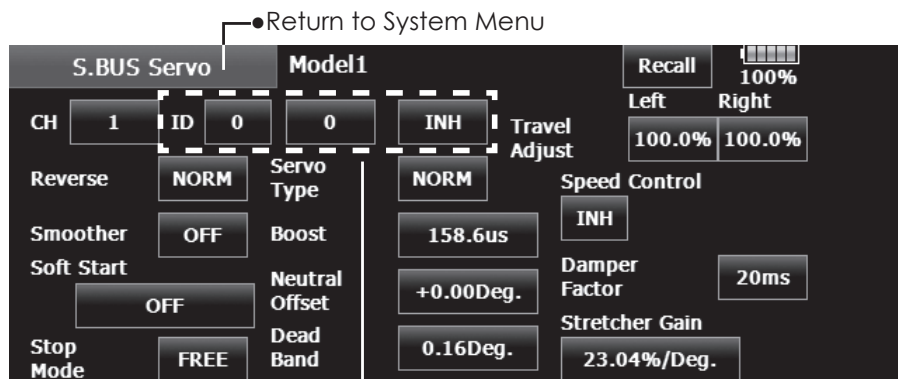 ●Return to System Menu
S.BUS Servo Model1 Recall 100%
CH 1 ID 0 0 INH Travel Adjust Left 100.0% Right 100.0%
Reverse NORM Servo Type NORM Speed Control INH
Smoother OFF Boost 158.6us
Soft Start OFF Neutral Offset +0.00Deg. Damper Factor 20ms
Stop Mode FREE Dead Band 0.16Deg. Stretcher Gain 23.04%/Deg.